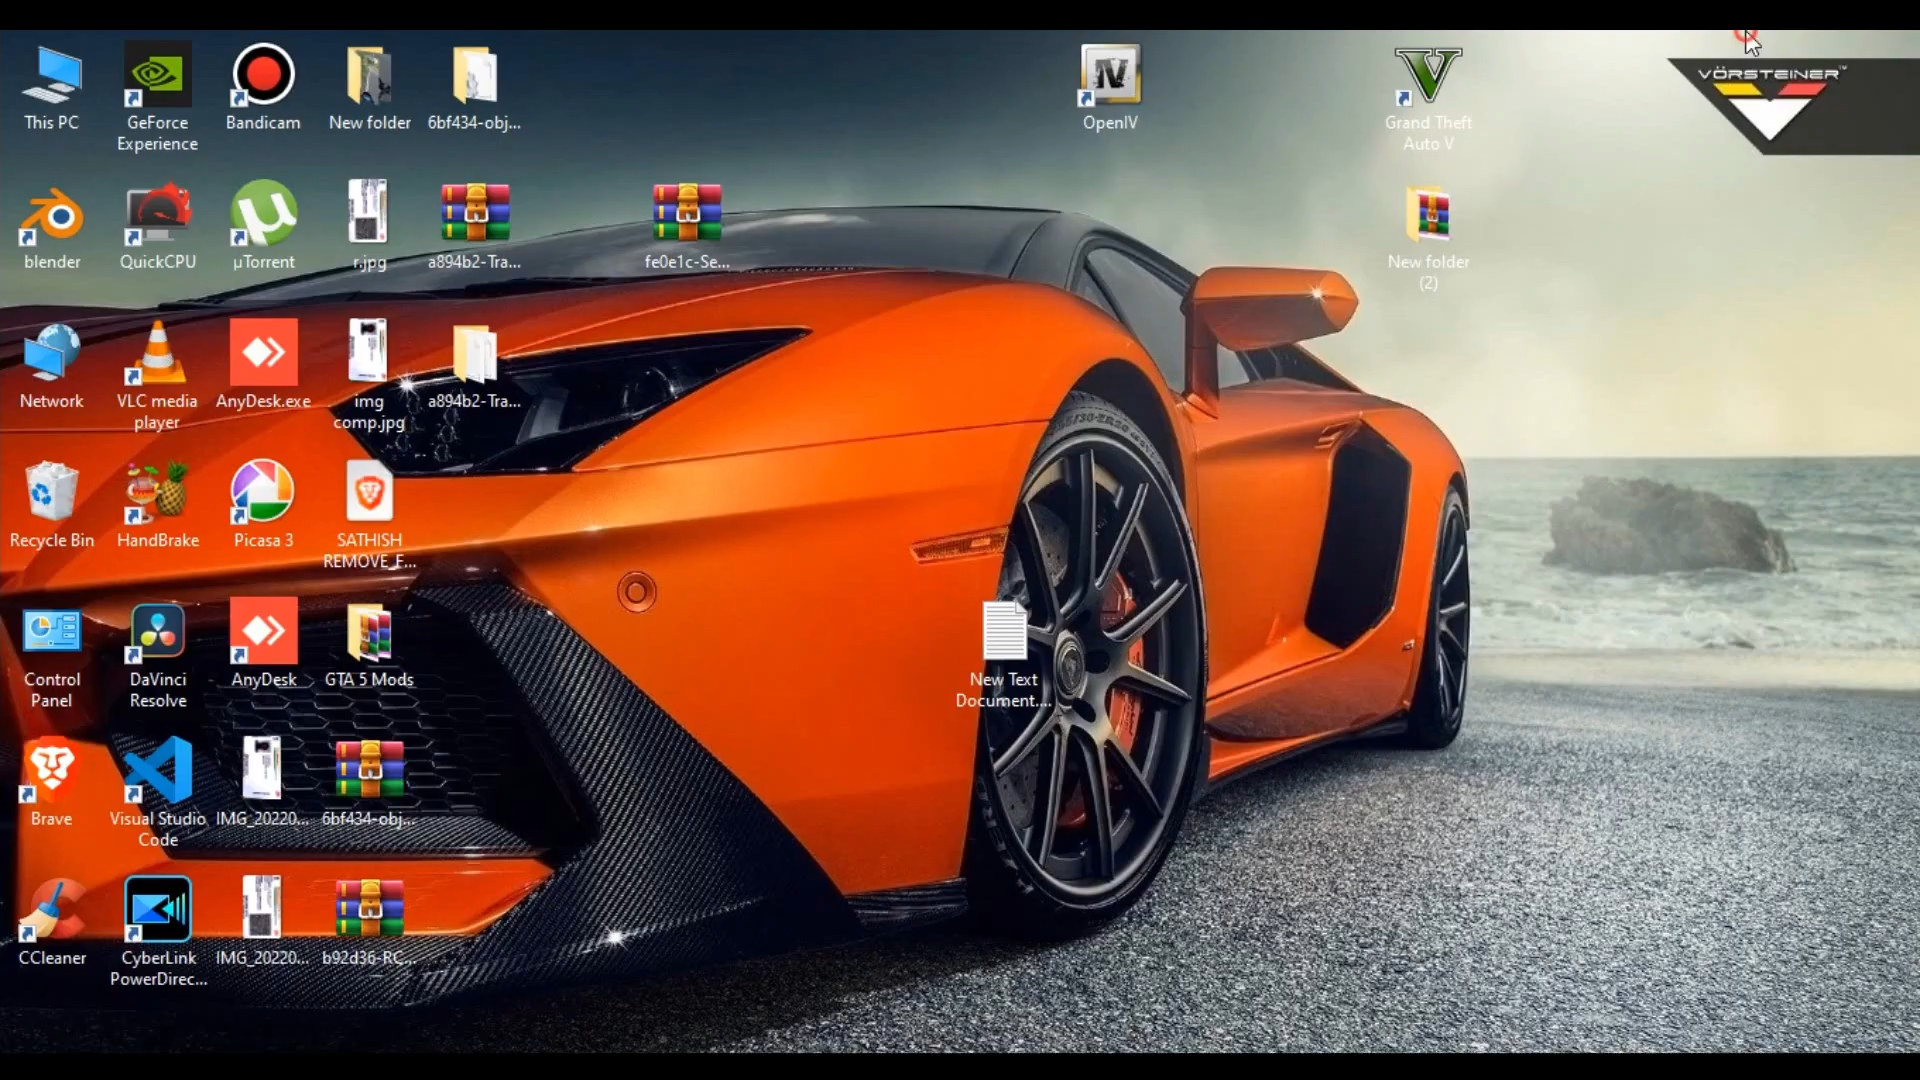 This PC
GeForce
Experience
Bandicam
New folder
6bf434-obj...
OpenIV
Grand Theft
Auto V
VÖRSTEINER™
blender
QuickCPU
µTorrent
r.jpg
a894b2-Tra...
fe0e1c-Se...
New folder
(2)
Network
VLC media
player
AnyDesk.exe
img
comp.jpg
a894b2-Tra...
Recycle Bin
HandBrake
Picasa 3
SATHISH
REMOVE_F...
Control
Panel
DaVinci
Resolve
AnyDesk
GTA 5 Mods
New Text
Document....
Brave
Visual Studio
Code
IMG_20220...
6bf434-obj...
CCleaner
CyberLink
PowerDirec...
IMG_20220...
b92d36-RC...